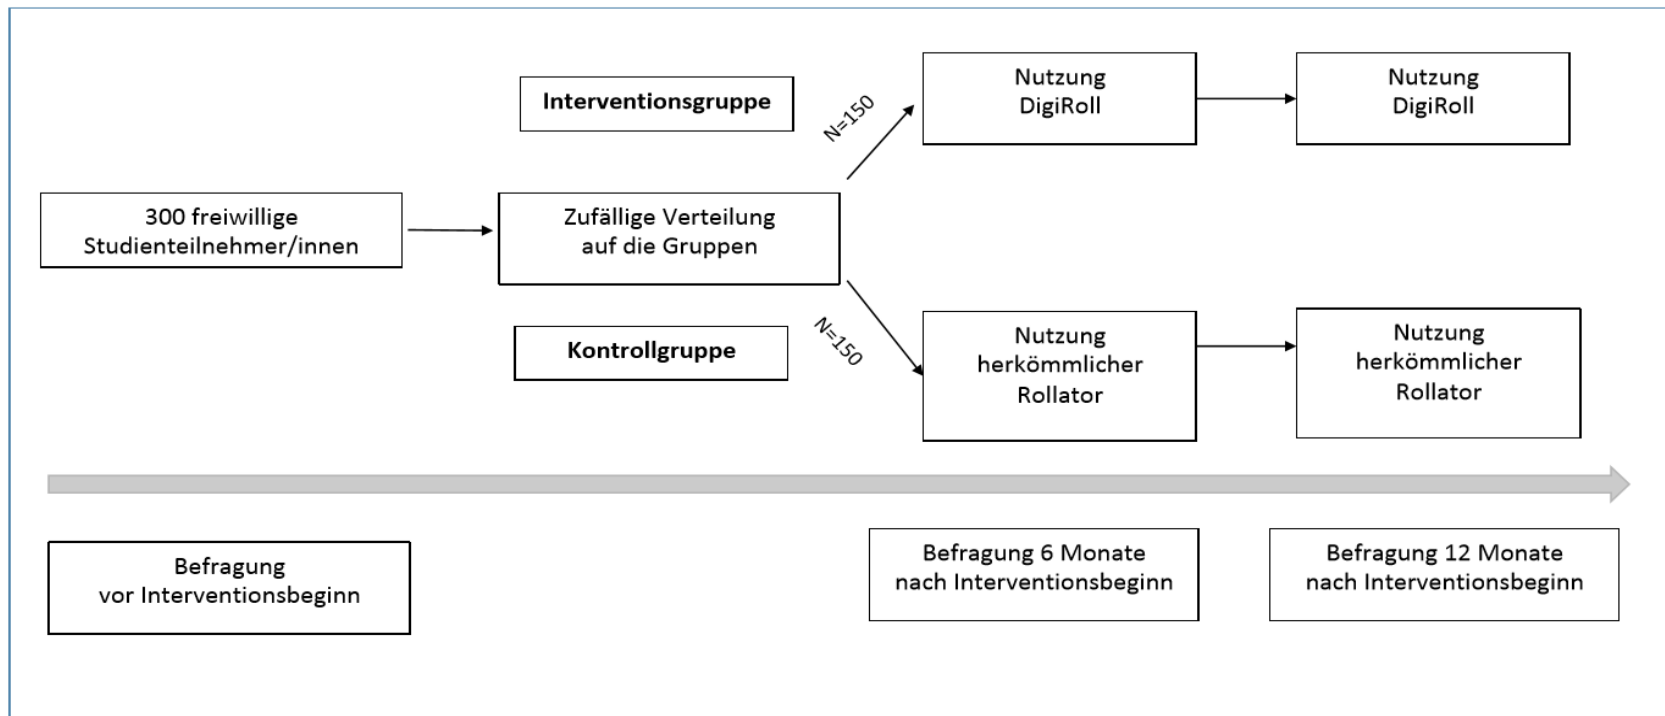 Interventionsgruppe
N=150
Nutzung
DigiRoll
Nutzung
DigiRoll
300 freiwillige
Studienteilnehmer/innen
Zufällige Verteilung
auf die Gruppen
Kontrollgruppe
N=150
Nutzung
herkömmlicher
Rollator
Nutzung
herkömmlicher
Rollator
Befragung
vor Interventionsbeginn
Befragung 6 Monate
nach Interventionsbeginn
Befragung 12 Monate
nach Interventionsbeginn